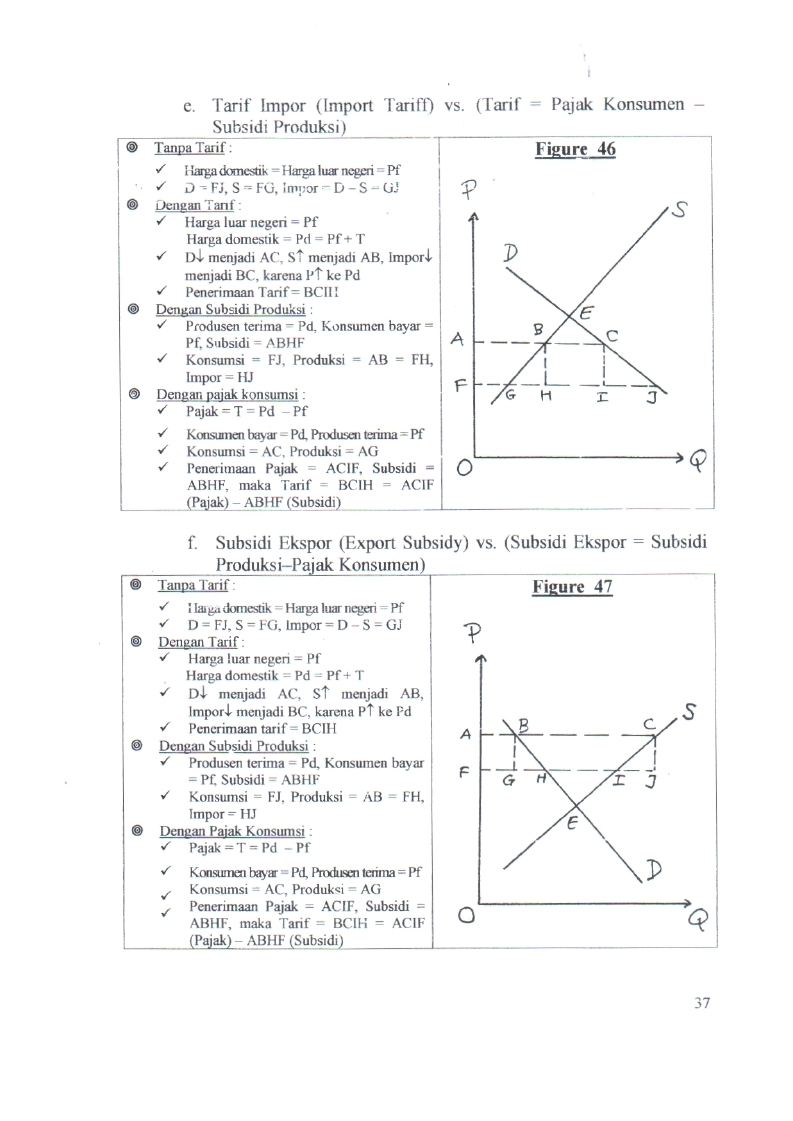 e. Tarif Impor (Import Tariff) vs. (Tarif = Pajak Konsumen –
Subsidi Produksi)
Tanpa Tarif :
✓ Harga domestik = Harga luar negeri = Pf
✓ D = FJ, S = FG, Impor = D – S = GJ
Dengan Tarif :
✓ Harga luar negeri = Pf
Harga domestik = Pd = Pf + T
✓ D↓ menjadi AC, S↑ menjadi AB, Impor↓
menjadi BC, karena P↑ ke Pd
✓ Penerimaan Tarif = BCIH
Dengan Subsidi Produksi :
✓ Produsen terima = Pd, Konsumen bayar =
Pf, Subsidi = ABHF
✓ Konsumsi = FJ, Produksi = AB = FH,
Impor = HJ
Dengan pajak konsumsi :
✓ Pajak = T = Pd – Pf
✓ Konsumen bayar = Pd, Produsen terima = Pf
✓ Konsumsi = AC, Produksi = AG
✓ Penerimaan Pajak = ACIF, Subsidi =
ABHF, maka Tarif = BCIH = ACIF
(Pajak) – ABHF (Subsidi)
Figure 46
P
S
D
E
B
C
A
F
G H I J
O
Q
f. Subsidi Ekspor (Export Subsidy) vs. (Subsidi Ekspor = Subsidi
Produksi–Pajak Konsumen)
Tanpa Tarif :
✓ Harga domestik = Harga luar negeri = Pf
✓ D = FJ, S = FG, Impor = D – S = GJ
Dengan Tarif :
✓ Harga luar negeri = Pf
Harga domestik = Pd = Pf + T
✓ D↓ menjadi AC, S↑ menjadi AB,
Impor↓ menjadi BC, karena P↑ ke Pd
✓ Penerimaan tarif = BCIH
Dengan Subsidi Produksi :
✓ Produsen terima = Pd, Konsumen bayar
= Pf, Subsidi = ABHF
✓ Konsumsi = FJ, Produksi = AB = FH,
Impor = HJ
Dengan Pajak Konsumsi :
✓ Pajak = T = Pd – Pf
✓ Konsumen bayar = Pd, Produsen terima = Pf
✓ Konsumsi = AC, Produksi = AG
✓ Penerimaan Pajak = ACIF, Subsidi =
ABHF, maka Tarif = BCIH = ACIF
(Pajak) – ABHF (Subsidi)
Figure 47
P
S
A
B
C
F
G H I J
E
D
O
Q
37